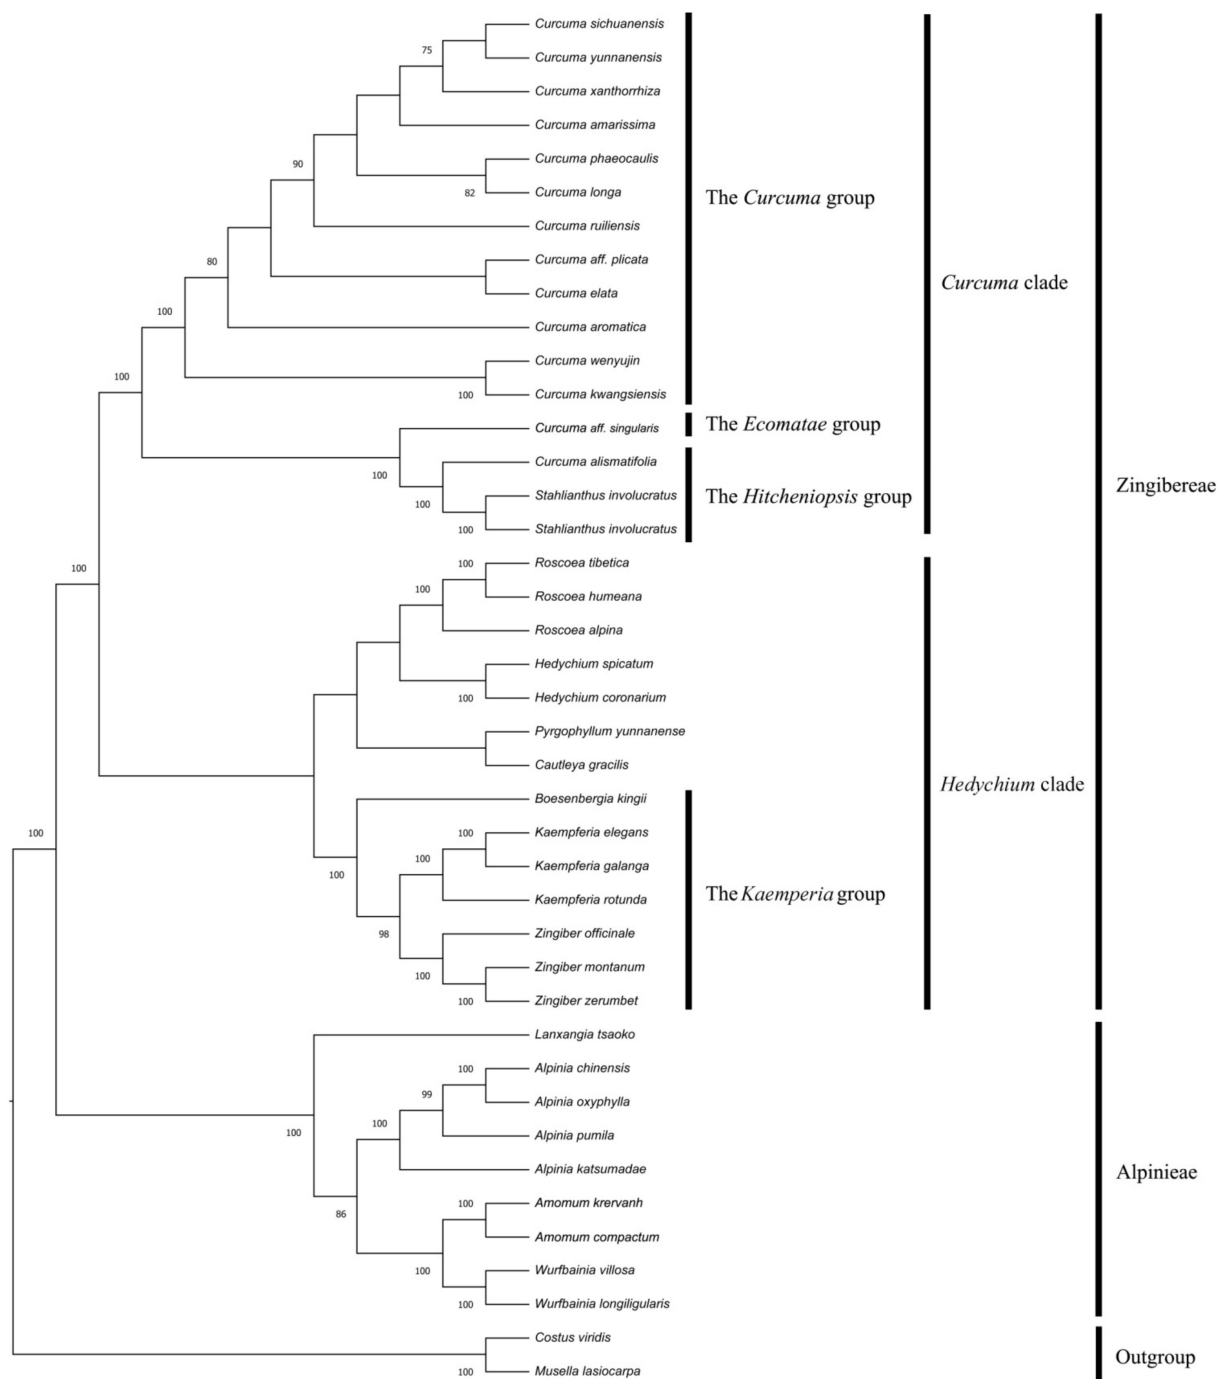 Curcuma sichuanensis
75
Curcuma yunnanensis
Curcuma xanthorrhiza
Curcuma amarissima
Curcuma phaeocaulis
90
82
Curcuma longa
The Curcuma group
Curcuma ruiliensis
Curcuma aff. plicata
80
Curcuma clade
Curcuma elata
100
Curcuma aromatica
Curcuma wenyujin
100
100
Curcuma kwangsiensis
Curcuma aff. singularis
The Ecomatae group
Curcuma alismatifolia
100
Zingibereae
Stahlianthus involucratus
The Hitcheniopsis group
100
100
Stahlianthus involucratus
100
Roscoea tibetica
100
100
Roscoea humeana
Roscoea alpina
Hedychium spicatum
100
Hedychium coronarium
Pyrgophyllum yunnanense
Cautleya gracilis
Hedychium clade
Boesenbergia kingii
100
100
Kaempferia elegans
100
Kaempferia galanga
100
Kaempferia rotunda
The Kaemperia group
98
Zingiber officinale
Zingiber montanum
100
100
Zingiber zerumbet
Lanxangia tsaoko
100
Alpinia chinensis
99
Alpinia oxyphylla
100
100
Alpinia pumila
Alpinia katsumadae
Alpinieae
100
Amomum krervanh
86
Amomum compactum
100
Wurfbainia villosa
100
Wurfbainia longiligularis
Costus viridis
Outgroup
100
Musella lasiocarpa